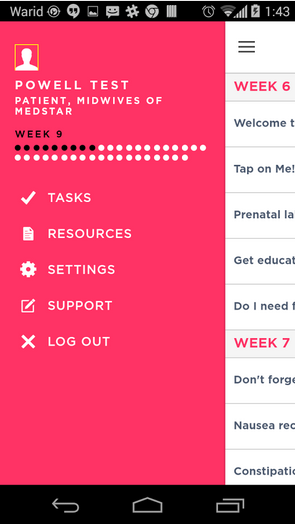 Warid
1:43
POWELL TEST
PATIENT, MIDWIVES OF
MEDSTAR
WEEK 9
TASKS
RESOURCES
SETTINGS
SUPPORT
LOG OUT
WEEK 6
Welcome t
Tap on Me!
Prenatal la
Get educat
Do I need f
WEEK 7
Don't forge
Nausea rec
Constipatic